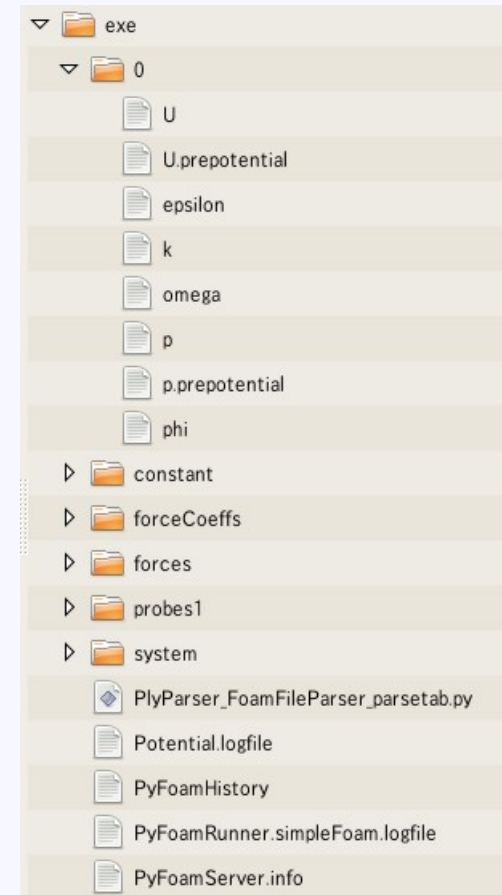 exe
0
U
U.prepotential
epsilon
k
omega
p
p.prepotential
phi
constant
forceCoeffs
forces
probes1
system
PlyParser_FoamFileParser_parsetab.py
Potential.logfile
PyFoamHistory
PyFoamRunner.simpleFoam.logfile
PyFoamServer.info